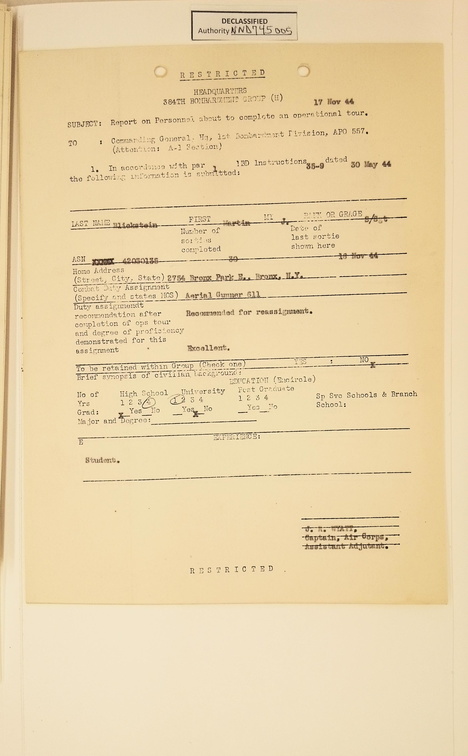 DECLASSIFIED
Authority NND745005
RESTRICTED
HEADQUARTERS
384TH BOMBARDMENT GROUP (H)
17 Nov 44
SUBJECT: Report on Personnel about to complete an operational tour.
TO : Commanding General, Hq, 1st Bombardment Division, APO 557.
(Attention: A-1 Section)
1. In accordance with par 1 1BD Instructions 35-9 dated 30 May 44
the following information is submitted:
LAST NAME Blickstein FIRST Martin MI J. RANK OR GRADE S/Sgt
Number of sorties completed
Date of last sortie shown here
ASN 42030135 30 16 Nov 44
Home Address
(Street, City, State) 2754 Bronx Park E., Bronx, N.Y.
Combat Duty Assignment
(Specify and states MOS) Aerial Gunner 611
Duty assignment
recommendation after Recommended for reassignment.
completion of ops tour
and degree of proficiency
demonstrated for this
assignment Excellent.
To be retained within Group (Check one) YES : NO X
Brief synopsis of civilian background:
EDUCATION (Encircle)
No of High School University Post Graduate
Yrs 1 2 3 4 1 2 3 4 1 2 3 4 Sp Svc Schools & Branch
Grad: X Yes No Yes X No Yes No School:
Major and Degree:
E EXPERIENCE:
Student.
Captain, Air Corps,
Assistant Adjutant.
RESTRICTED